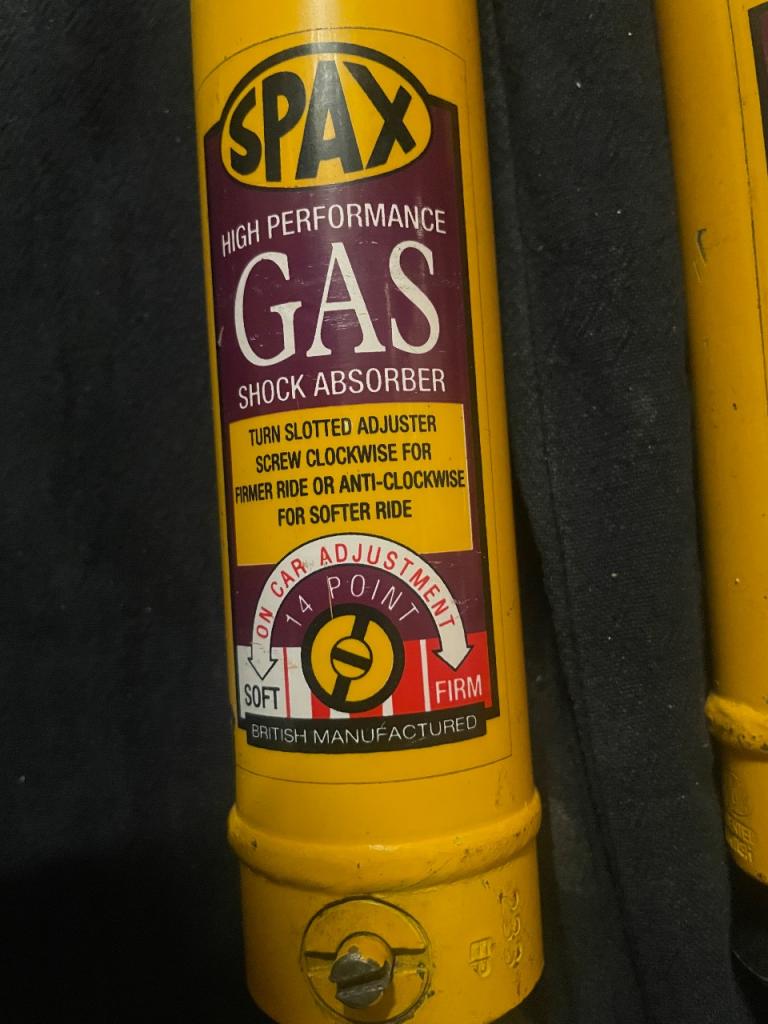 SPAX
HIGH PERFORMANCE
GAS
SHOCK ABSORBER
TURN SLOTTED ADJUSTER
SCREW CLOCKWISE FOR
FIRMER RIDE OR ANTI-CLOCKWISE
FOR SOFTER RIDE
ON CAR ADJUSTMENT
14 POINT
SOFT
FIRM
BRITISH MANUFACTURED
233